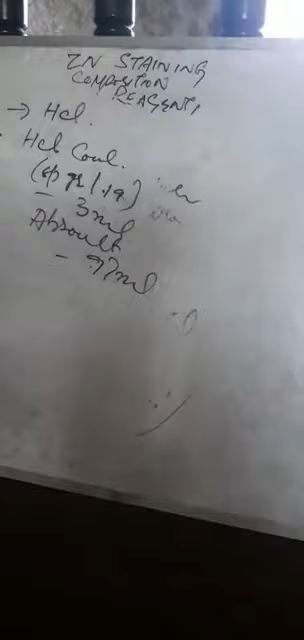 ZN STAINING
COMPOSITION
REAGENTS
→ Hcl.
Hcl Conc.
(sp gr 1.19)
– 3ml
Absolute
– 97ml